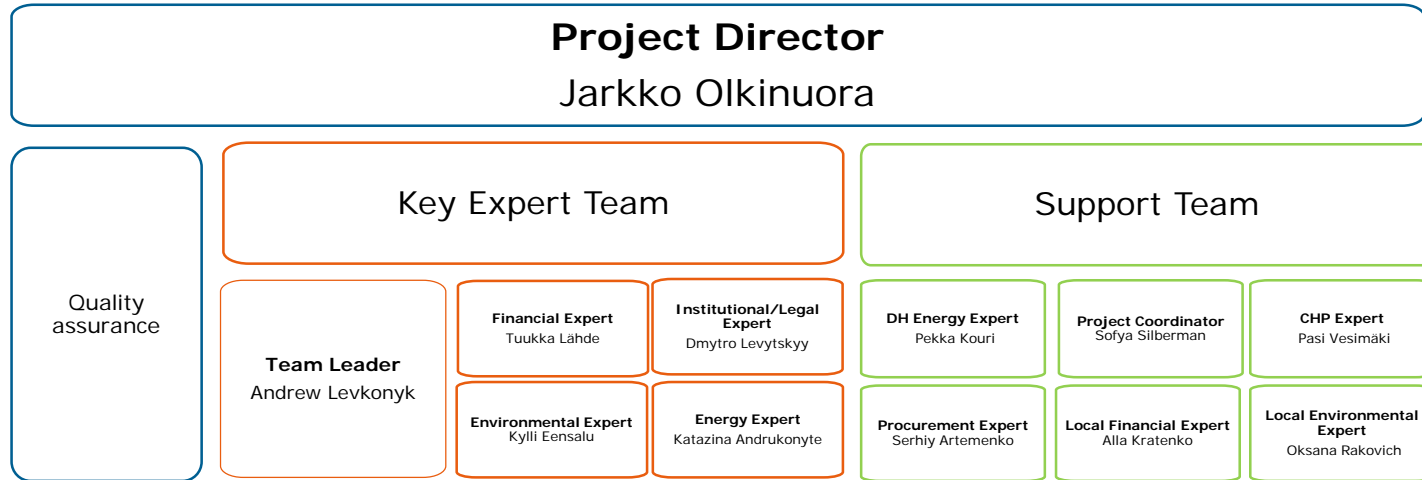 Project Director
Jarkko Olkinuora
Quality
assurance
Key Expert Team
Team Leader
Andrew Levkonyk
Financial Expert
Tuukka Lähde
Institutional/Legal
Expert
Dmytro Levytskyy
Environmental Expert
Kylli Eensalu
Energy Expert
Katazina Andrukonyte
Support Team
DH Energy Expert
Pekka Kouri
Project Coordinator
Sofya Silberman
CHP Expert
Pasi Vesimäki
Procurement Expert
Serhiy Artemenko
Local Financial Expert
Alla Kratenko
Local Environmental
Expert
Oksana Rakovich